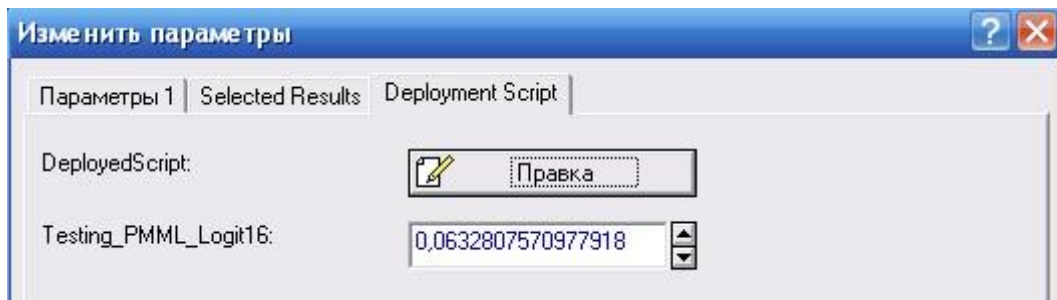 Изменить параметры
Параметры 1 Selected Results Deployment Script
DeployedScript: Правка
Testing_PMML_Logit16: 0,0632807570977918